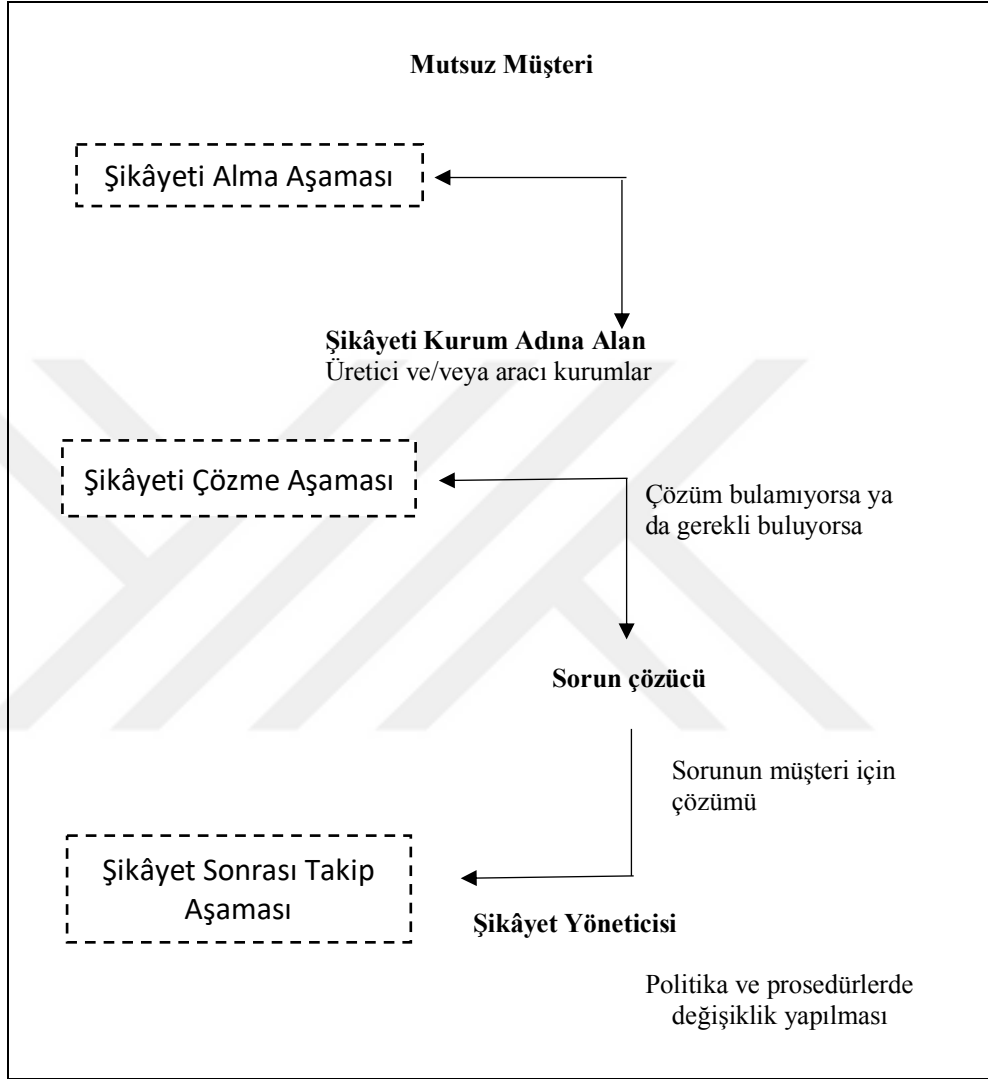 Mutsuz Müşteri
Şikâyeti Alma Aşaması
Şikâyeti Kurum Adına Alan
Üretici ve/veya aracı kurumlar
Şikâyeti Çözme Aşaması
Çözüm bulamıyorsa ya
da gerekli buluyorsa
Sorun çözücü
Sorunun müşteri için
çözümü
Şikâyet Sonrası Takip
Aşaması
Şikâyet Yöneticisi
Politika ve prosedürlerde
değişiklik yapılması